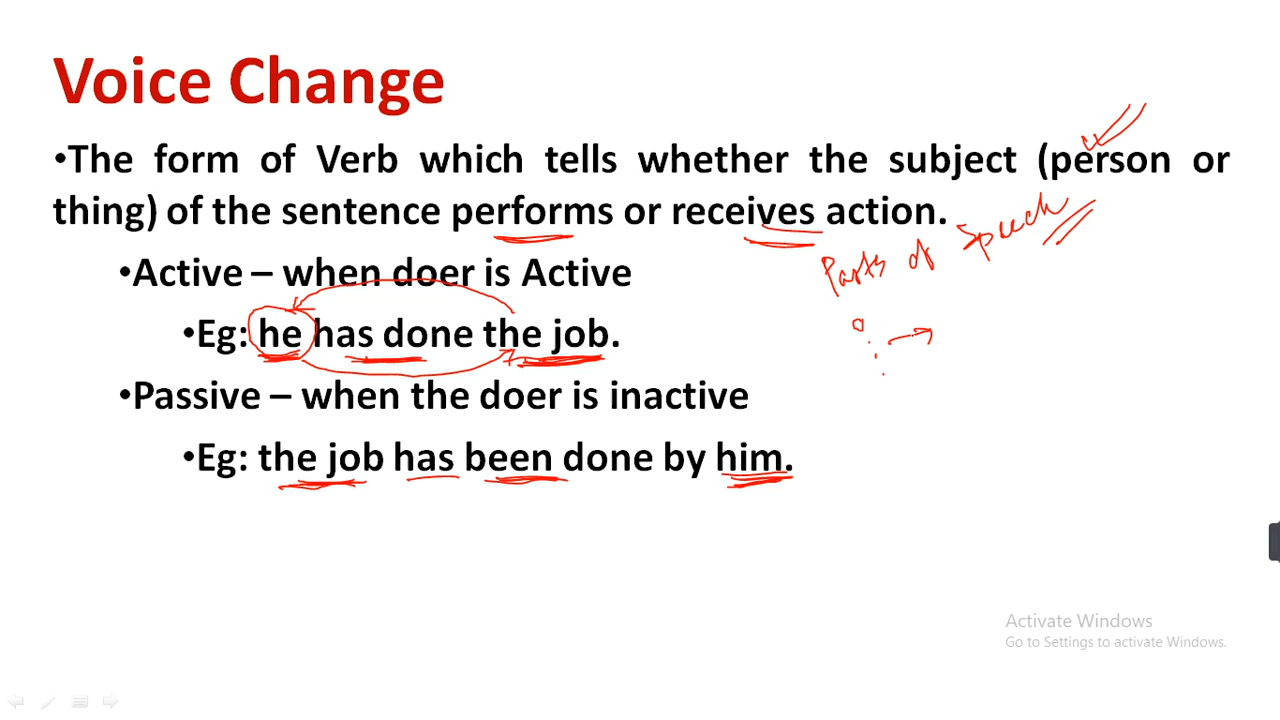 Voice Change
•The form of Verb which tells whether the subject (person or
thing) of the sentence performs or receives action.
Parts of Speech
•Active – when doer is Active
•Eg: he has done the job.
•Passive – when the doer is inactive
•Eg: the job has been done by him.
Activate Windows
Go to Settings to activate Windows.